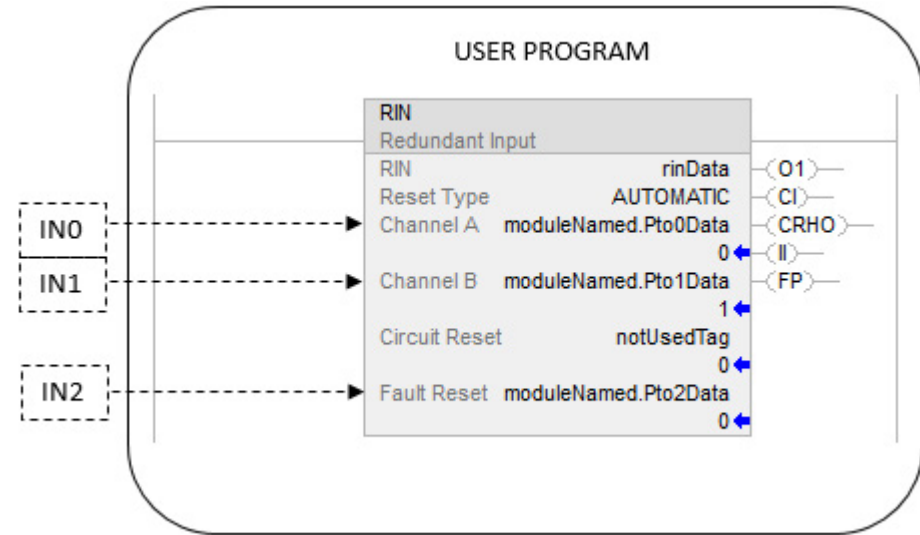 USER PROGRAM
RIN
Redundant Input
RIN rinData O1
Reset Type AUTOMATIC CI
IN0 Channel A moduleNamed.Pto0Data CRHO
0 II
IN1 Channel B moduleNamed.Pto1Data FP
1
Circuit Reset notUsedTag
0
IN2 Fault Reset moduleNamed.Pto2Data
0